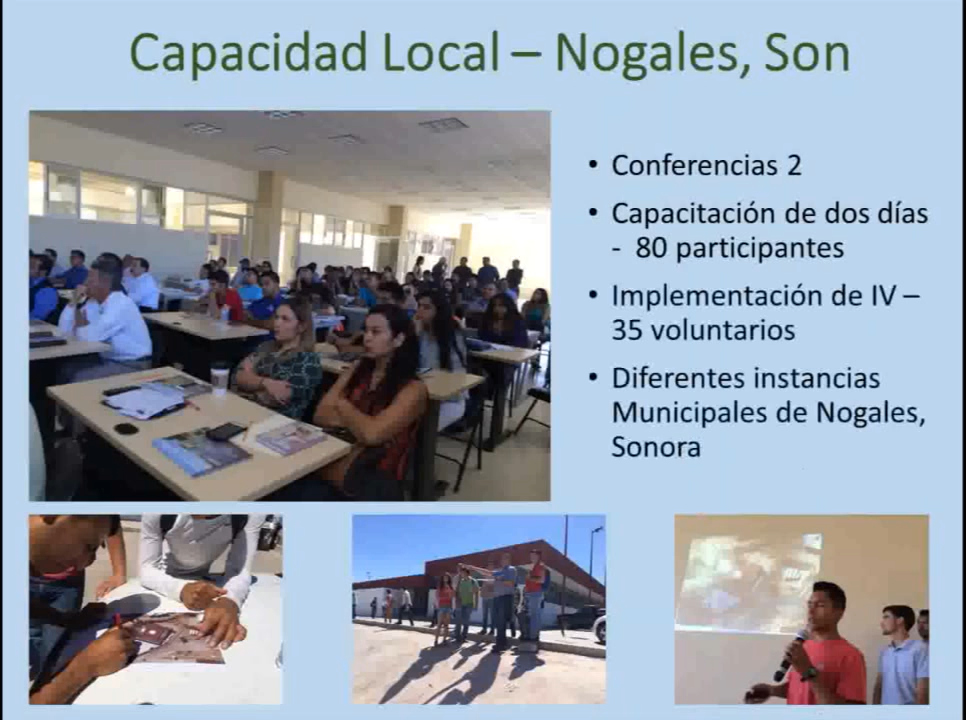 Capacidad Local – Nogales, Son
• Conferencias 2
• Capacitación de dos días
- 80 participantes
• Implementación de IV –
35 voluntarios
• Diferentes instancias
Municipales de Nogales,
Sonora